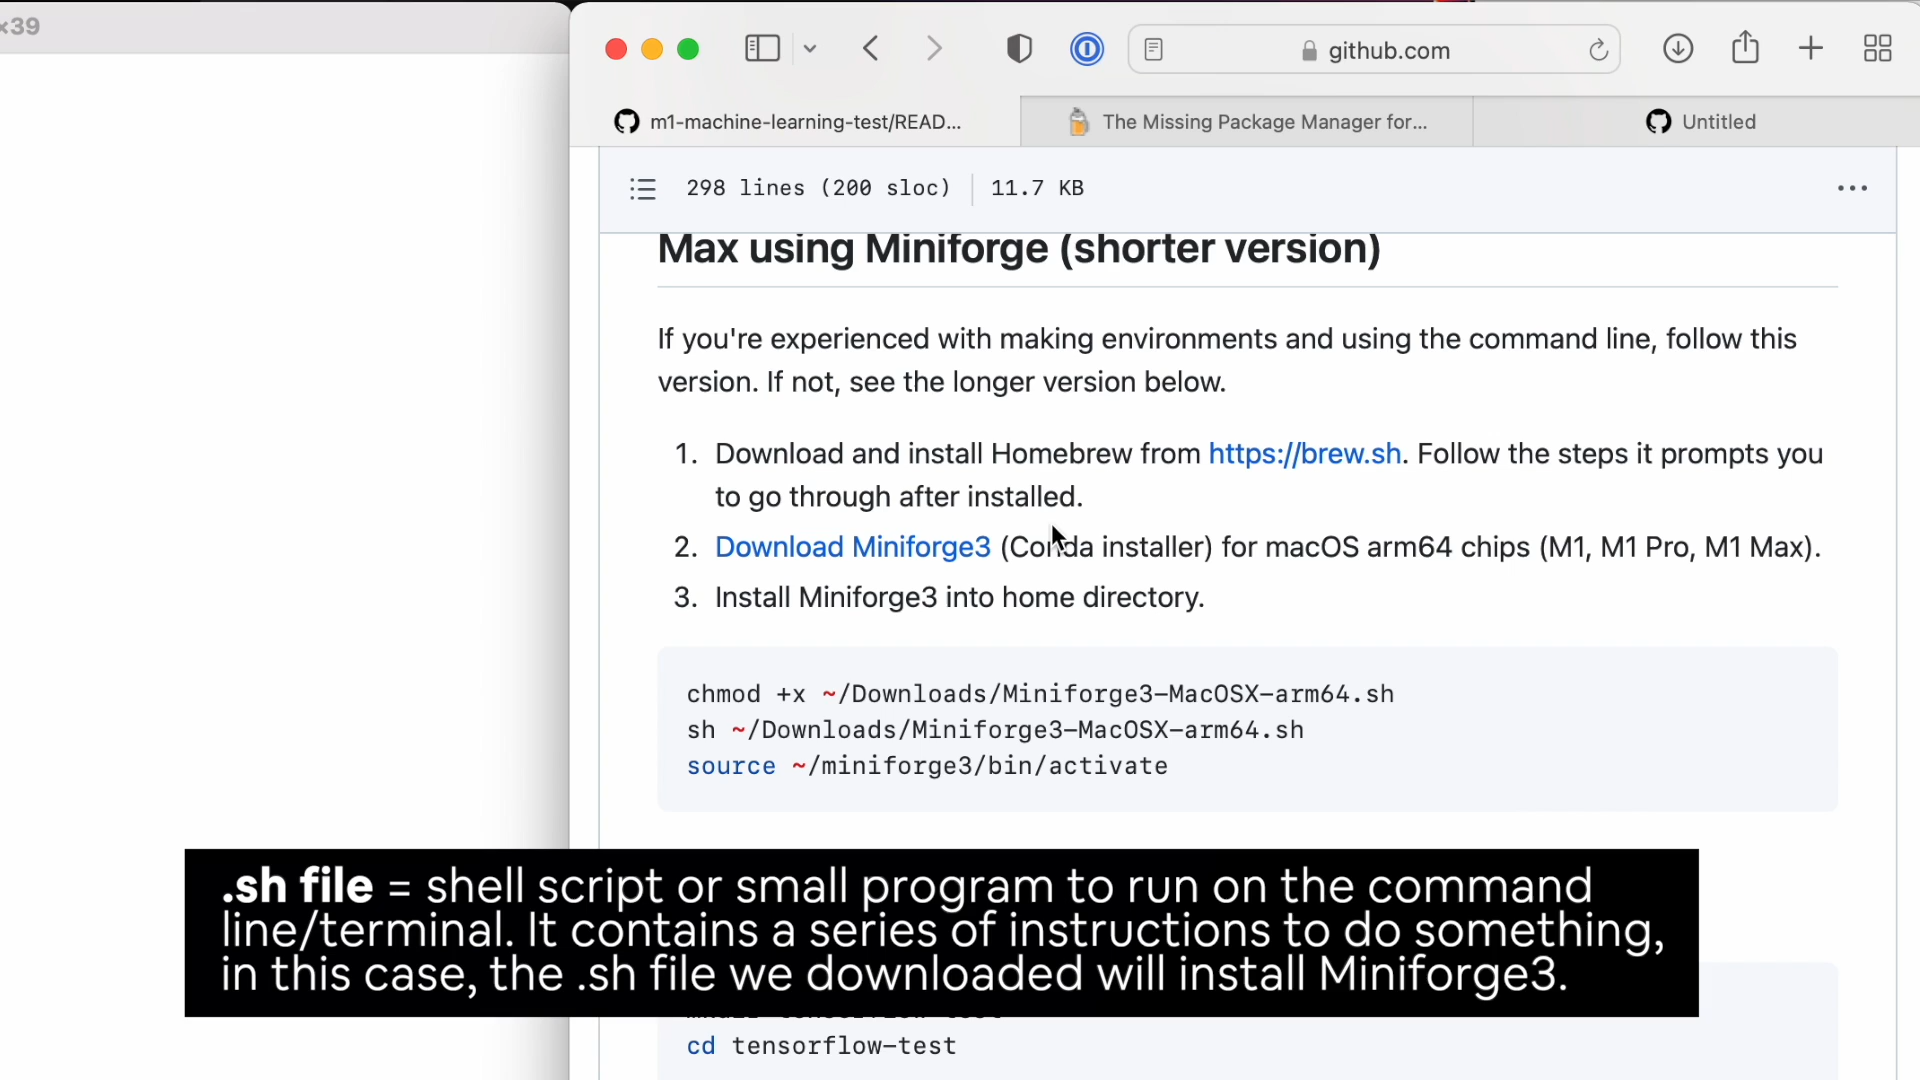 ×39
github.com
m1-machine-learning-test/READ...
The Missing Package Manager for...
Untitled
298 lines (200 sloc)
11.7 KB
Max using Miniforge (shorter version)
If you're experienced with making environments and using the command line, follow this
version. If not, see the longer version below.
1. Download and install Homebrew from https://brew.sh. Follow the steps it prompts you
to go through after installed.
2. Download Miniforge3 (Conda installer) for macOS arm64 chips (M1, M1 Pro, M1 Max).
3. Install Miniforge3 into home directory.
chmod +x ~/Downloads/Miniforge3-MacOSX-arm64.sh
sh ~/Downloads/Miniforge3-MacOSX-arm64.sh
source ~/miniforge3/bin/activate
.sh file = shell script or small program to run on the command
line/terminal. It contains a series of instructions to do something,
in this case, the .sh file we downloaded will install Miniforge3.
cd tensorflow-test